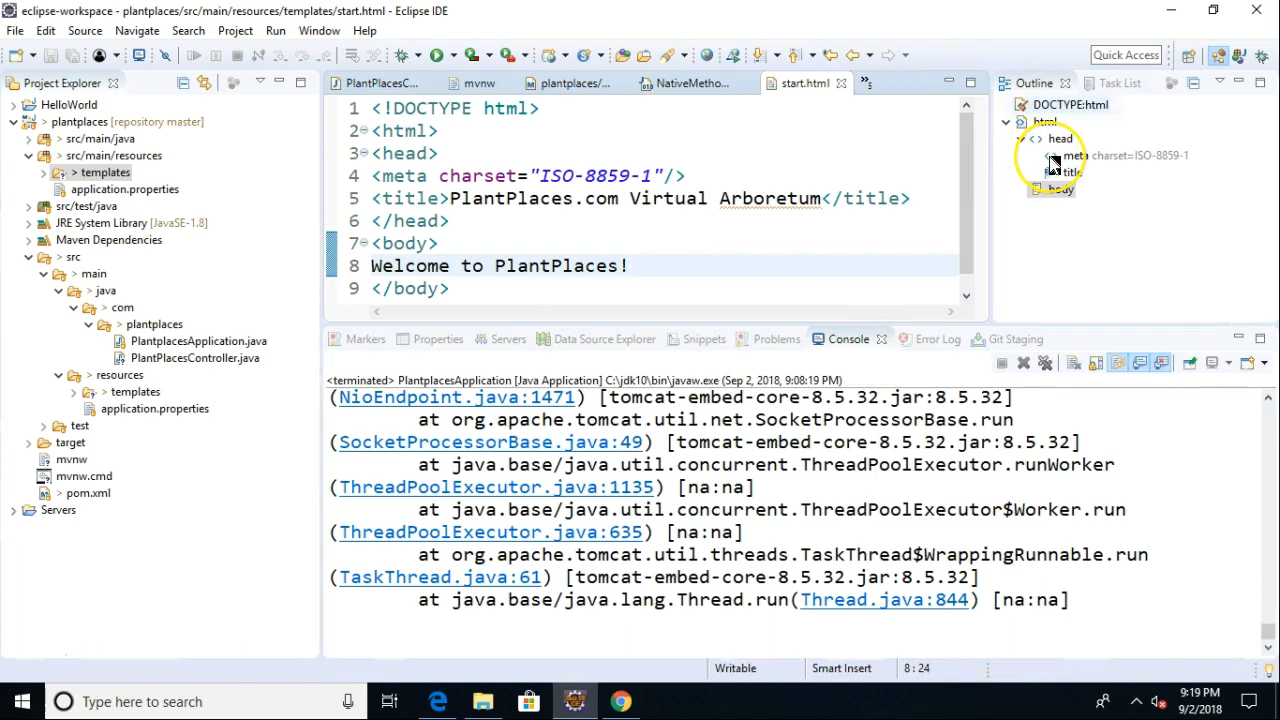 eclipse-workspace - plantplaces/src/main/resources/templates/start.html - Eclipse IDE
File Edit Source Navigate Search Project Run Window Help
Quick Access
Project Explorer
HelloWorld
plantplaces [repository master]
src/main/java
src/main/resources
> templates
application.properties
src/test/java
JRE System Library [JavaSE-1.8]
Maven Dependencies
> src
> main
> java
> com
> plantplaces
PlantplacesApplication.java
PlantPlacesController.java
> resources
> templates
application.properties
test
target
mvnw
mvnw.cmd
> pom.xml
Servers
PlantPlacesC... mvnw plantplaces/... NativeMetho... start.html »5
1 <!DOCTYPE html>
2 <html>
3 <head>
4 <meta charset="ISO-8859-1"/>
5 <title>PlantPlaces.com Virtual Arboretum</title>
6 </head>
7 <body>
8 Welcome to PlantPlaces!
9 </body>
Outline Task List
DOCTYPE:html
html
head
meta charset=ISO-8859-1
title
body
Markers Properties Servers Data Source Explorer Snippets Problems Console Error Log Git Staging
<terminated> PlantplacesApplication [Java Application] C:\jdk10\bin\javaw.exe (Sep 2, 2018, 9:08:19 PM)
(NioEndpoint.java:1471) [tomcat-embed-core-8.5.32.jar:8.5.32]
at org.apache.tomcat.util.net.SocketProcessorBase.run
(SocketProcessorBase.java:49) [tomcat-embed-core-8.5.32.jar:8.5.32]
at java.base/java.util.concurrent.ThreadPoolExecutor.runWorker
(ThreadPoolExecutor.java:1135) [na:na]
at java.base/java.util.concurrent.ThreadPoolExecutor$Worker.run
(ThreadPoolExecutor.java:635) [na:na]
at org.apache.tomcat.util.threads.TaskThread$WrappingRunnable.run
(TaskThread.java:61) [tomcat-embed-core-8.5.32.jar:8.5.32]
at java.base/java.lang.Thread.run(Thread.java:844) [na:na]
Writable Smart Insert 8 : 24
Type here to search
9:19 PM
9/2/2018